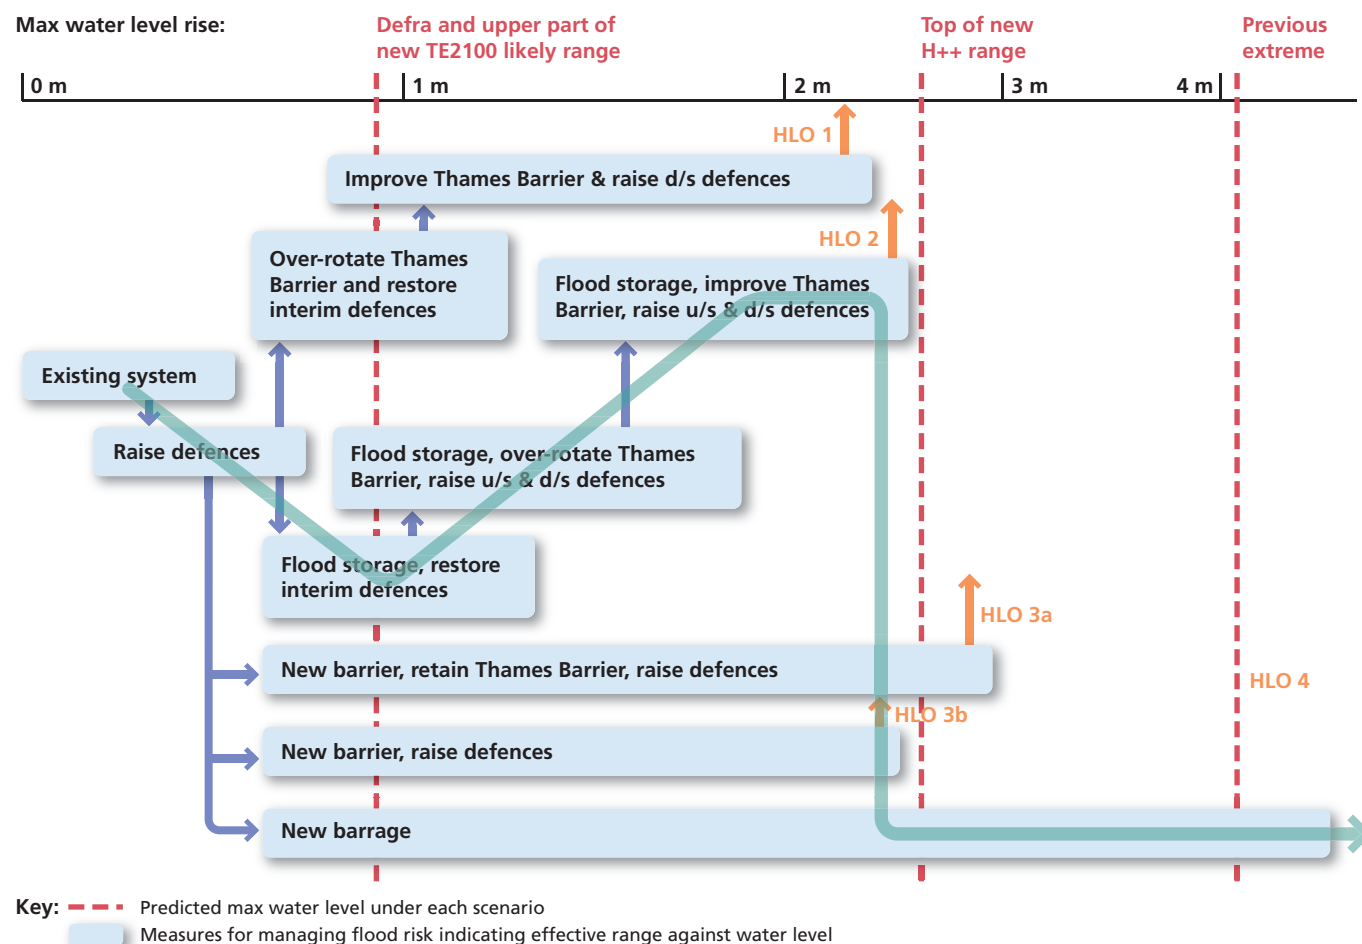 Max water level rise:
Defra and upper part of
new TE2100 likely range
Top of new
H++ range
Previous
extreme
0 m
1 m
2 m
3 m
4 m
HLO 1
Improve Thames Barrier & raise d/s defences
HLO 2
Over-rotate Thames
Barrier and restore
interim defences
Flood storage, improve Thames
Barrier, raise u/s & d/s defences
Existing system
Raise defences
Flood storage, over-rotate Thames
Barrier, raise u/s & d/s defences
Flood storage, restore
interim defences
HLO 3a
New barrier, retain Thames Barrier, raise defences
HLO 4
HLO 3b
New barrier, raise defences
New barrage
Key:
Predicted max water level under each scenario
Measures for managing flood risk indicating effective range against water level